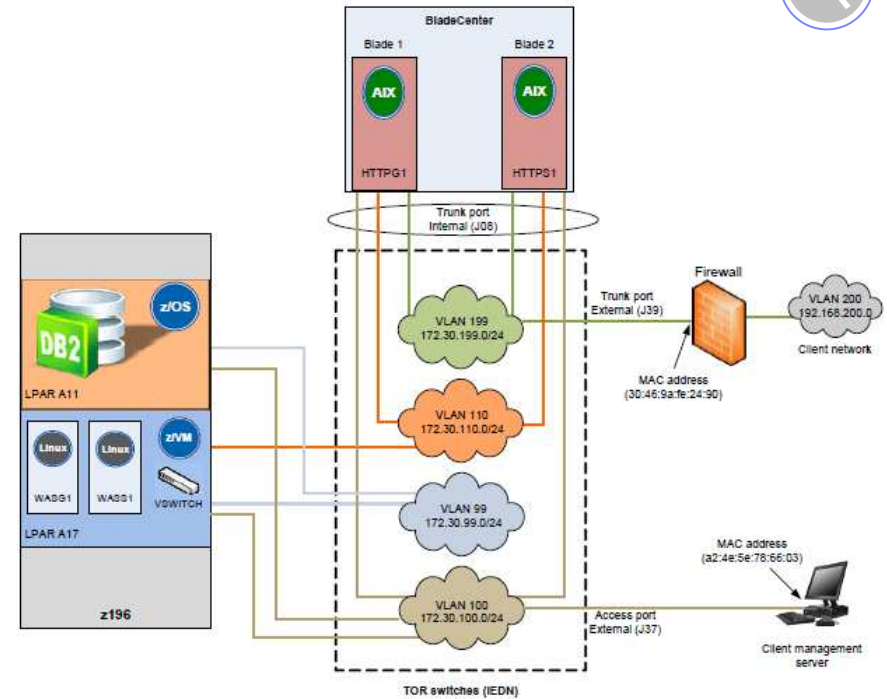 BladeCenter
Blade 1
Blade 2
AIX
AIX
HTTPG1
HTTPS1
Trunk port
Internal (J08)
z/OS
DB2
LPAR A11
Linux
Linux
z/VM
WASG1
WASS1
VSWITCH
LPAR A17
z196
VLAN 199
172.30.199.0/24
VLAN 110
172.30.110.0/24
VLAN 99
172.30.99.0/24
VLAN 100
172.30.100.0/24
TOR switches (IEDN)
Trunk port
External (J39)
Firewall
MAC address
(30:46:9a:fe:24:90)
VLAN 200
192.168.200.0
Client network
MAC address
(a2:4e:5e:78:66:03)
Access port
External (J37)
Client management
server